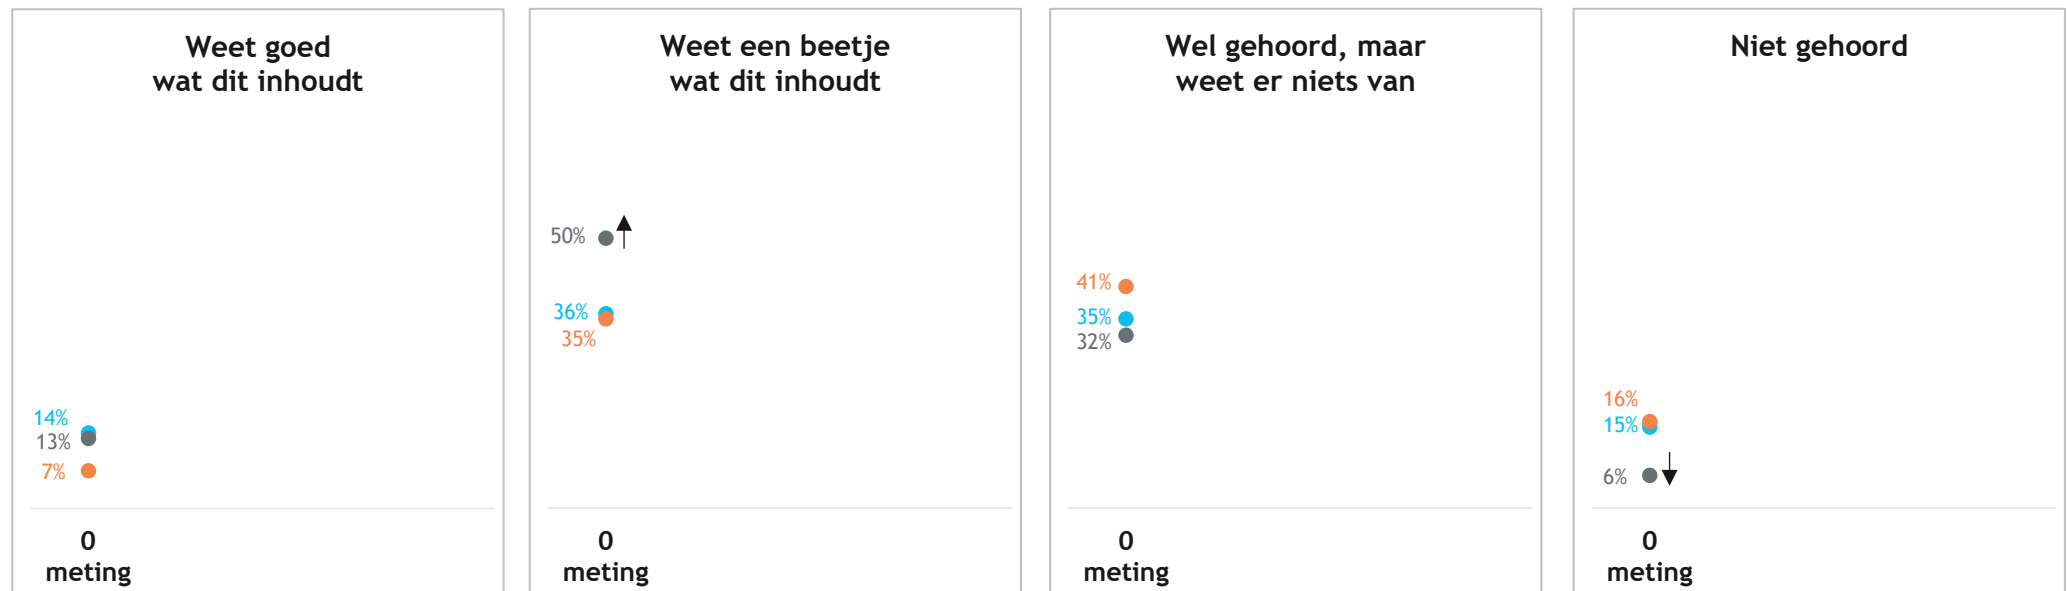 Weet goed
wat dit inhoudt
14%
13%
7%
0
meting
Weet een beetje
wat dit inhoudt
50%
36%
35%
0
meting
Wel gehoord, maar
weet er niets van
41%
35%
32%
0
meting
Niet gehoord
16%
15%
6%
0
meting